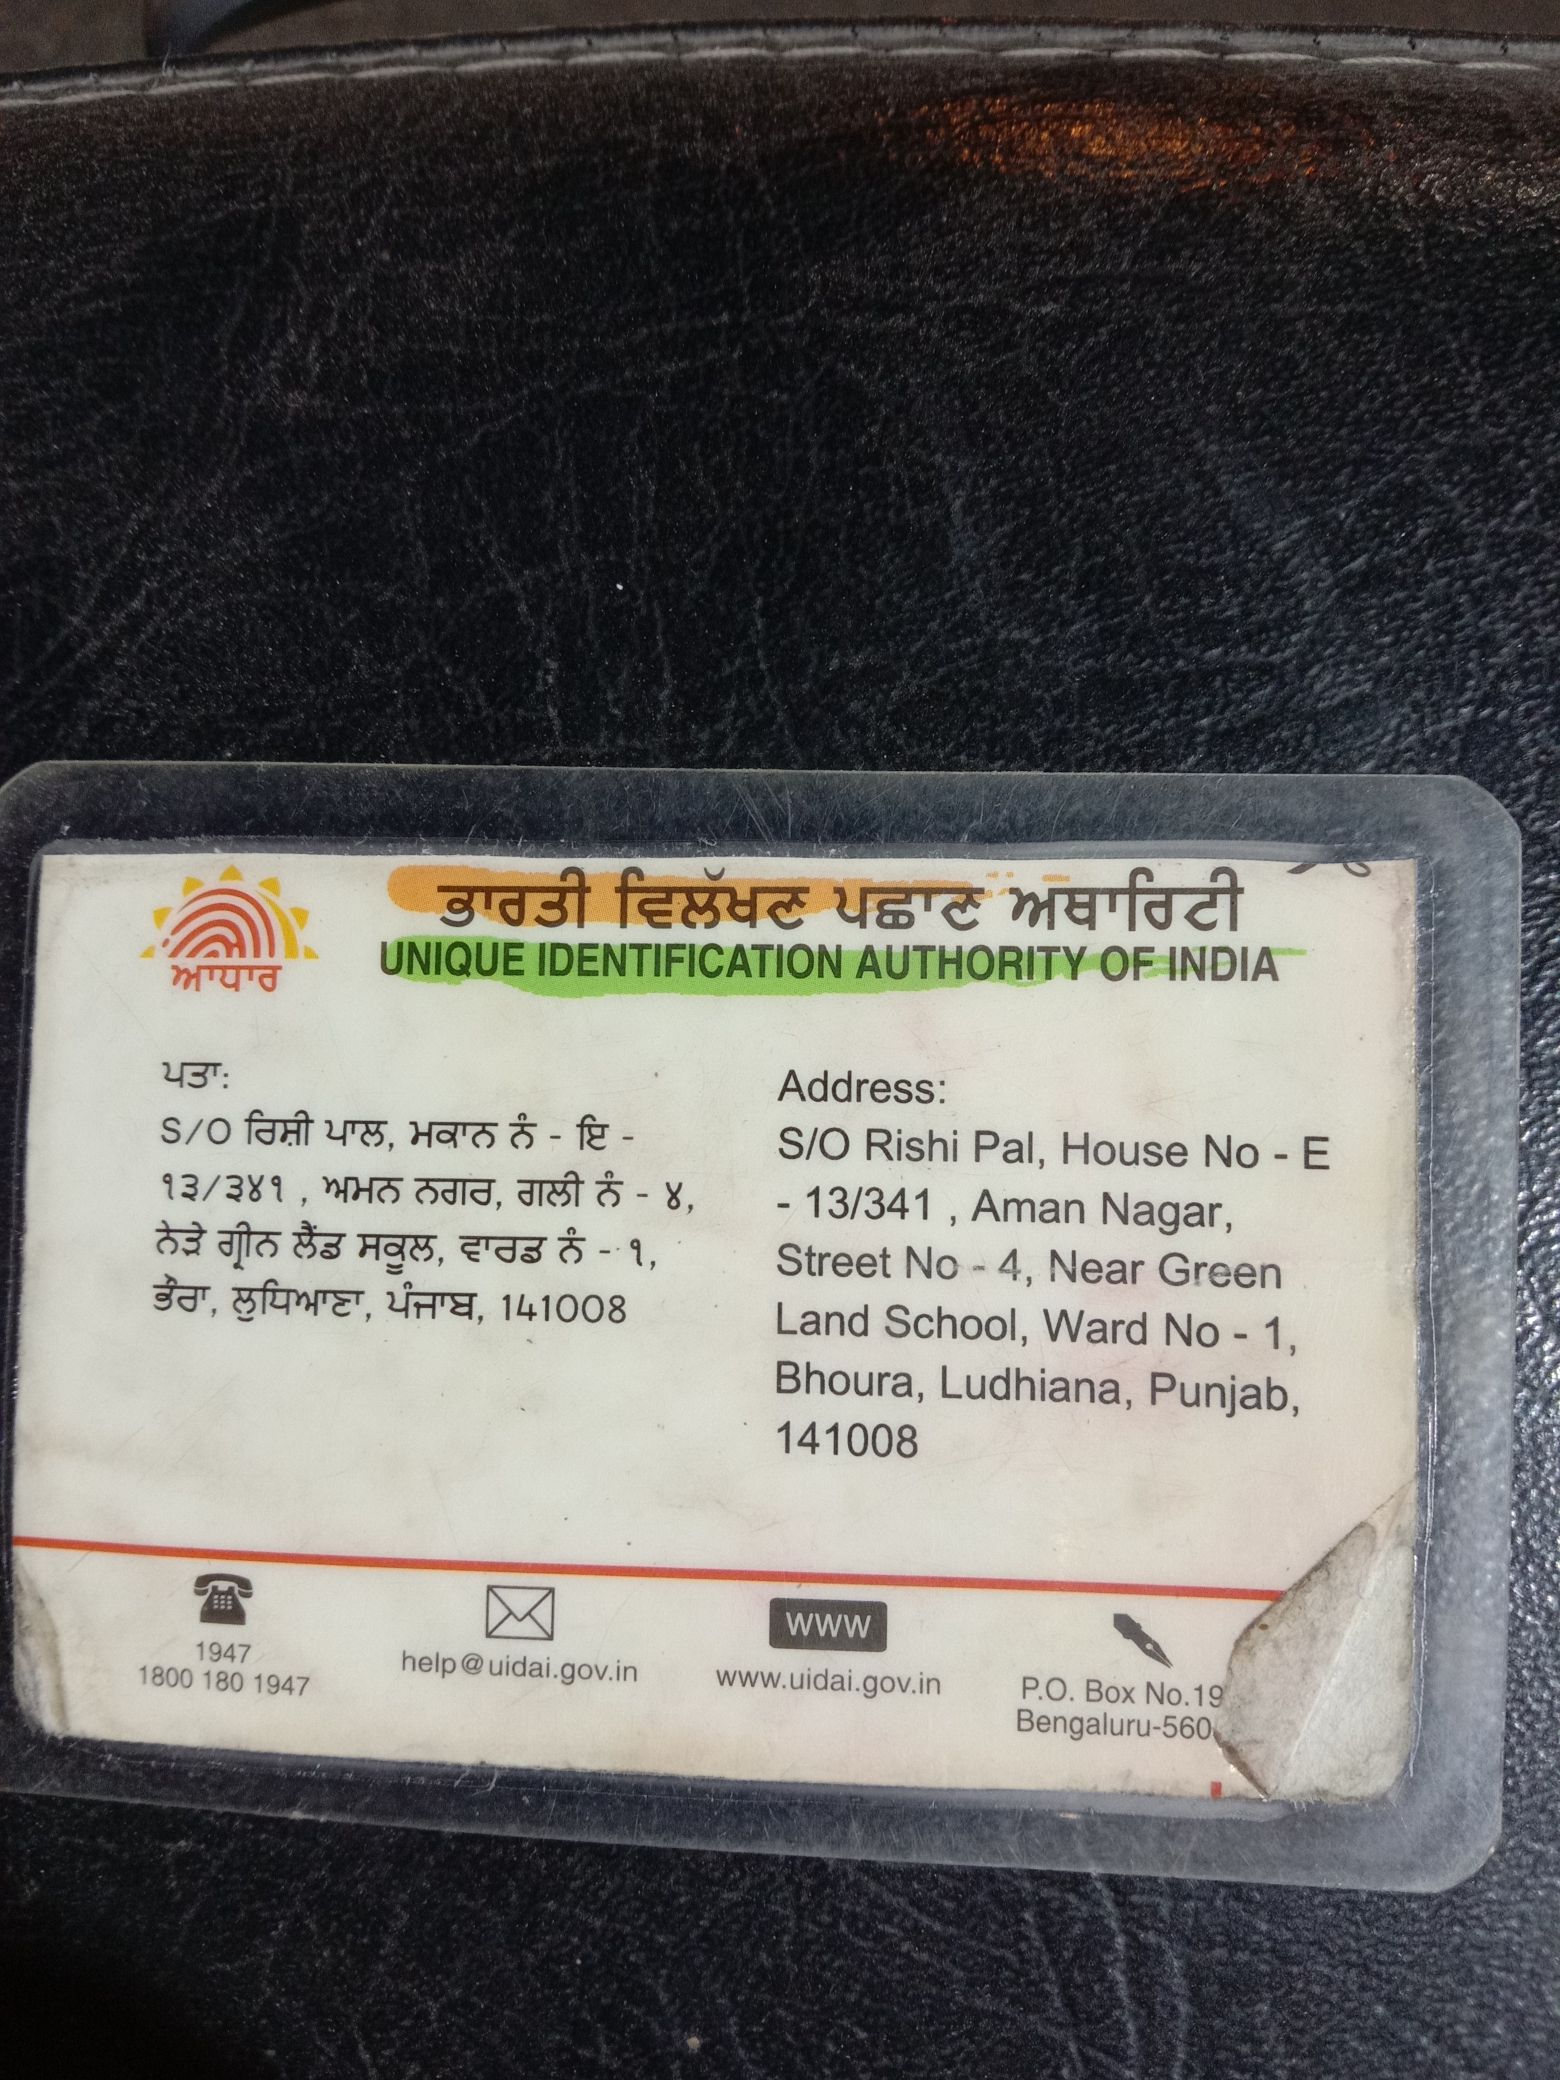 ਆਧਾਰ
ਭਾਰਤੀ ਵਿਲੱਖਣ ਪਛਾਣ ਅਥਾਰਿਟੀ
UNIQUE IDENTIFICATION AUTHORITY OF INDIA
ਪਤਾ:
S/O ਰਿਸ਼ੀ ਪਾਲ, ਮਕਾਨ ਨੰ - ਇ -
੧੩/੩੪੧ , ਅਮਨ ਨਗਰ, ਗਲੀ ਨੰ - ੪,
ਨੇੜੇ ਗ੍ਰੀਨ ਲੈਂਡ ਸਕੂਲ, ਵਾਰਡ ਨੰ - ੧,
ਭੌਰਾ, ਲੁਧਿਆਣਾ, ਪੰਜਾਬ, 141008
Address:
S/O Rishi Pal, House No - E
- 13/341 , Aman Nagar,
Street No - 4, Near Green
Land School, Ward No - 1,
Bhoura, Ludhiana, Punjab,
141008
1947
1800 180 1947
help@uidai.gov.in
www
www.uidai.gov.in
P.O. Box No.19
Bengaluru-560